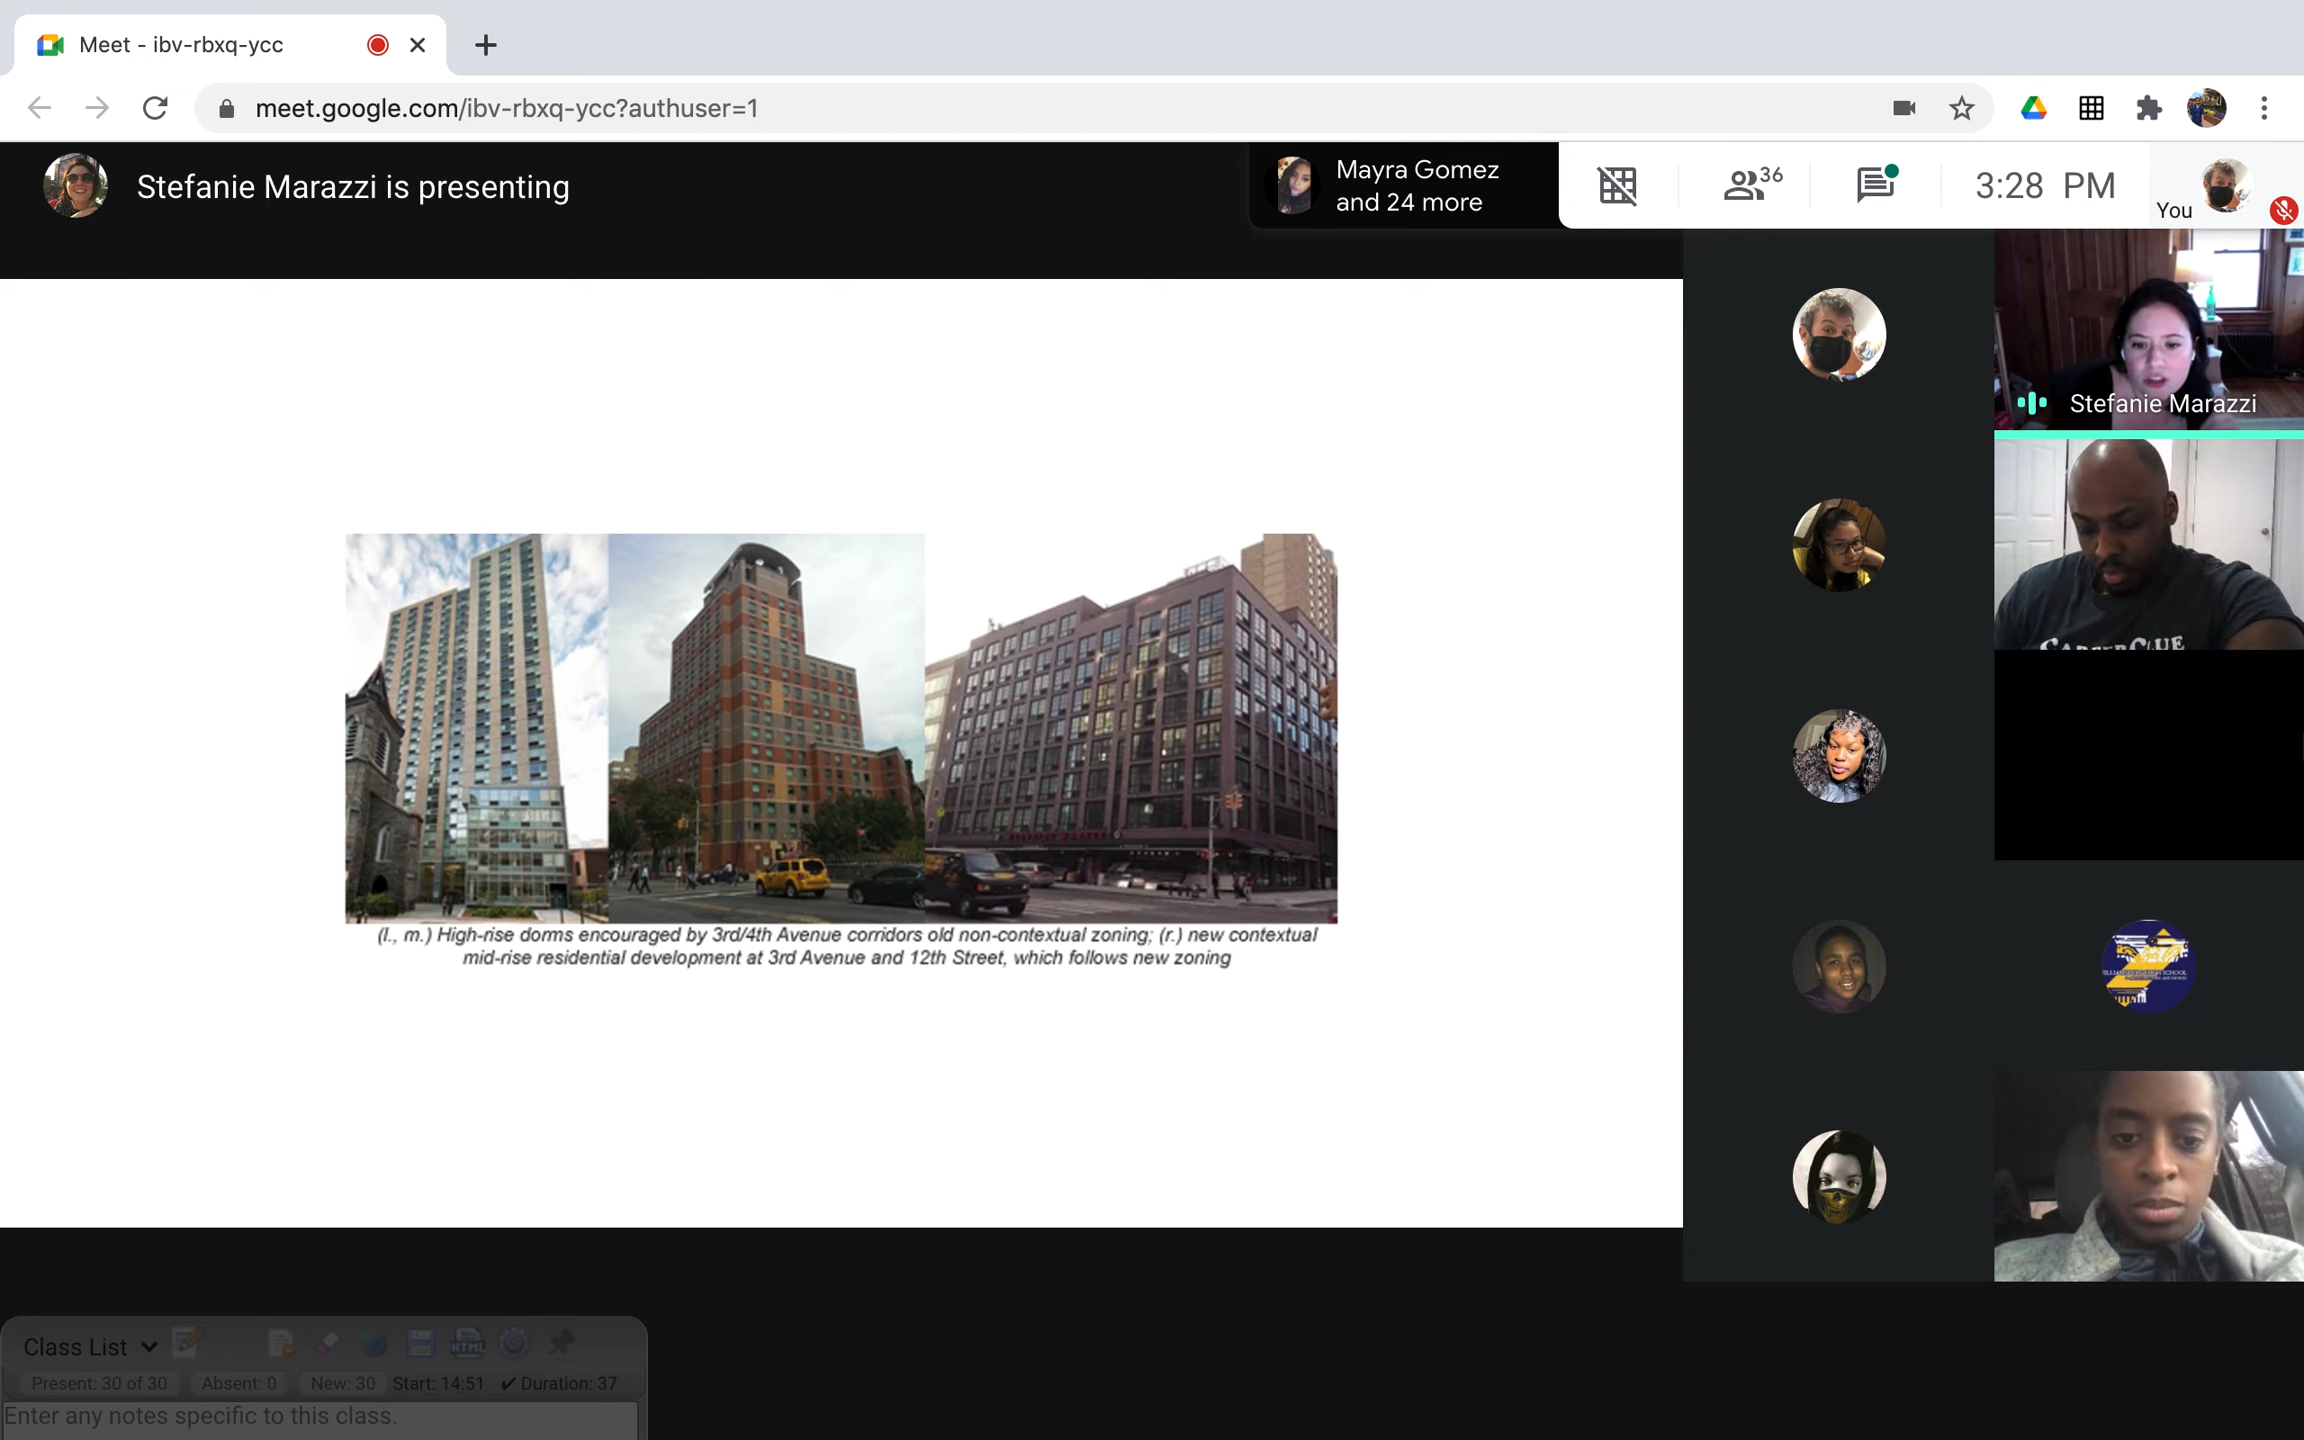 Meet - ibv-rbxq-ycc
meet.google.com/ibv-rbxq-ycc?authuser=1
Stefanie Marazzi is presenting
Mayra Gomez
and 24 more
36
3:28 PM
You
Stefanie Marazzi
(l., m.) High-rise dorms encouraged by 3rd/4th Avenue corridors old non-contextual zoning; (r.) new contextual
mid-rise residential development at 3rd Avenue and 12th Street, which follows new zoning
Class List
HTML
Present: 30 of 30
Absent: 0
New: 30
Start: 14:51
✔ Duration: 37
Enter any notes specific to this class.